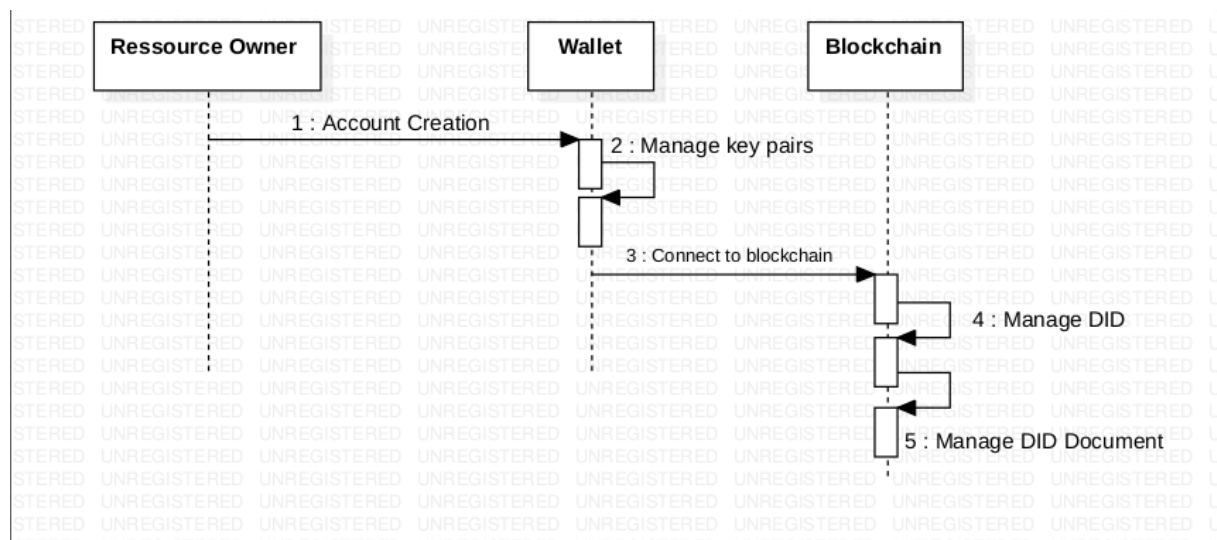 Ressource Owner
Wallet
Blockchain
1 : Account Creation
2 : Manage key pairs
3 : Connect to blockchain
4 : Manage DID
5 : Manage DID Document
UNREGISTERED